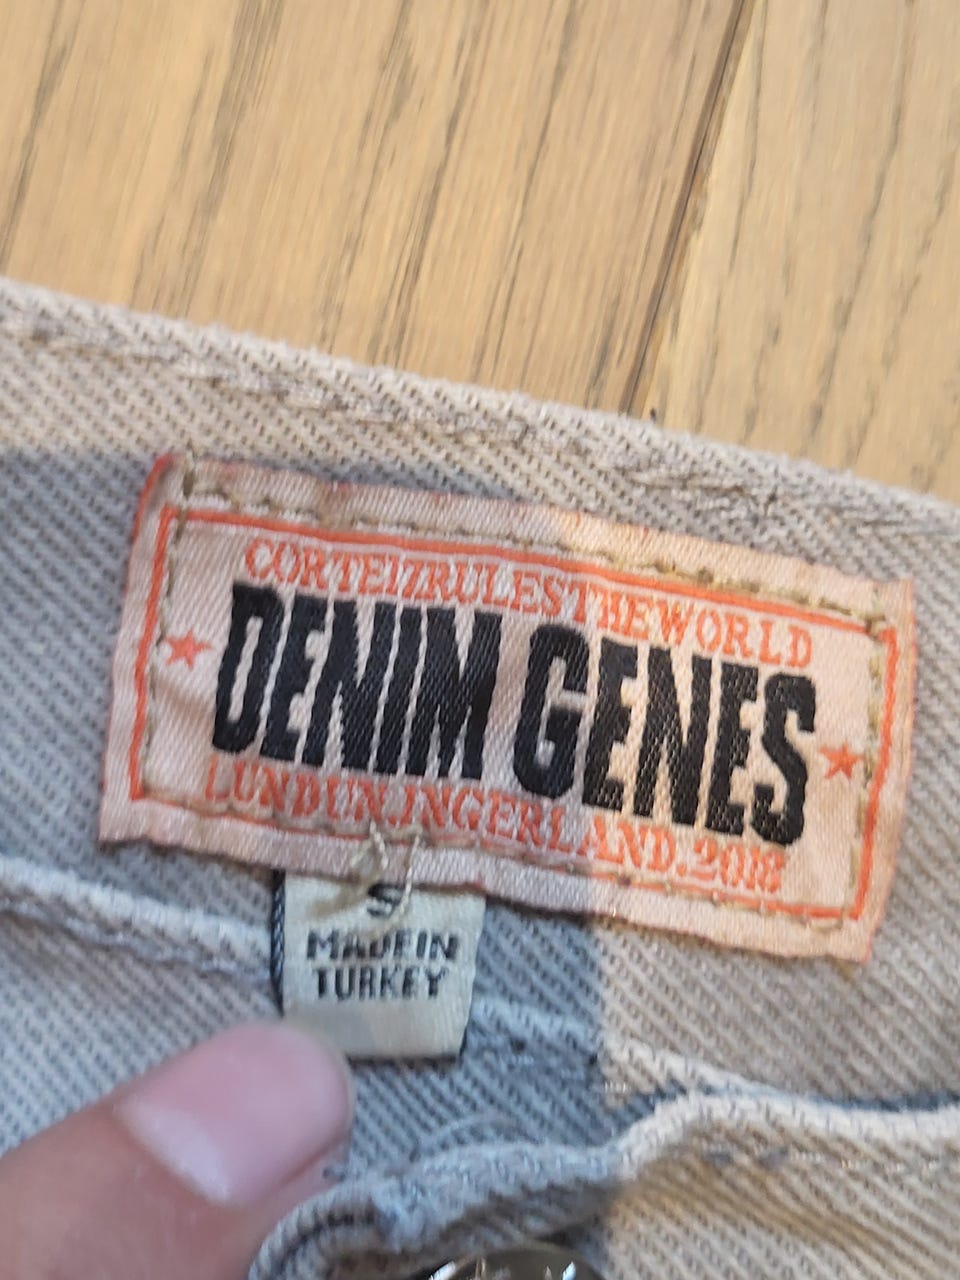 CORTEIZRULESTHEWORLD
DENIM GENES
LUNDUN.INGERLAND.2018
S
MADE IN
TURKEY